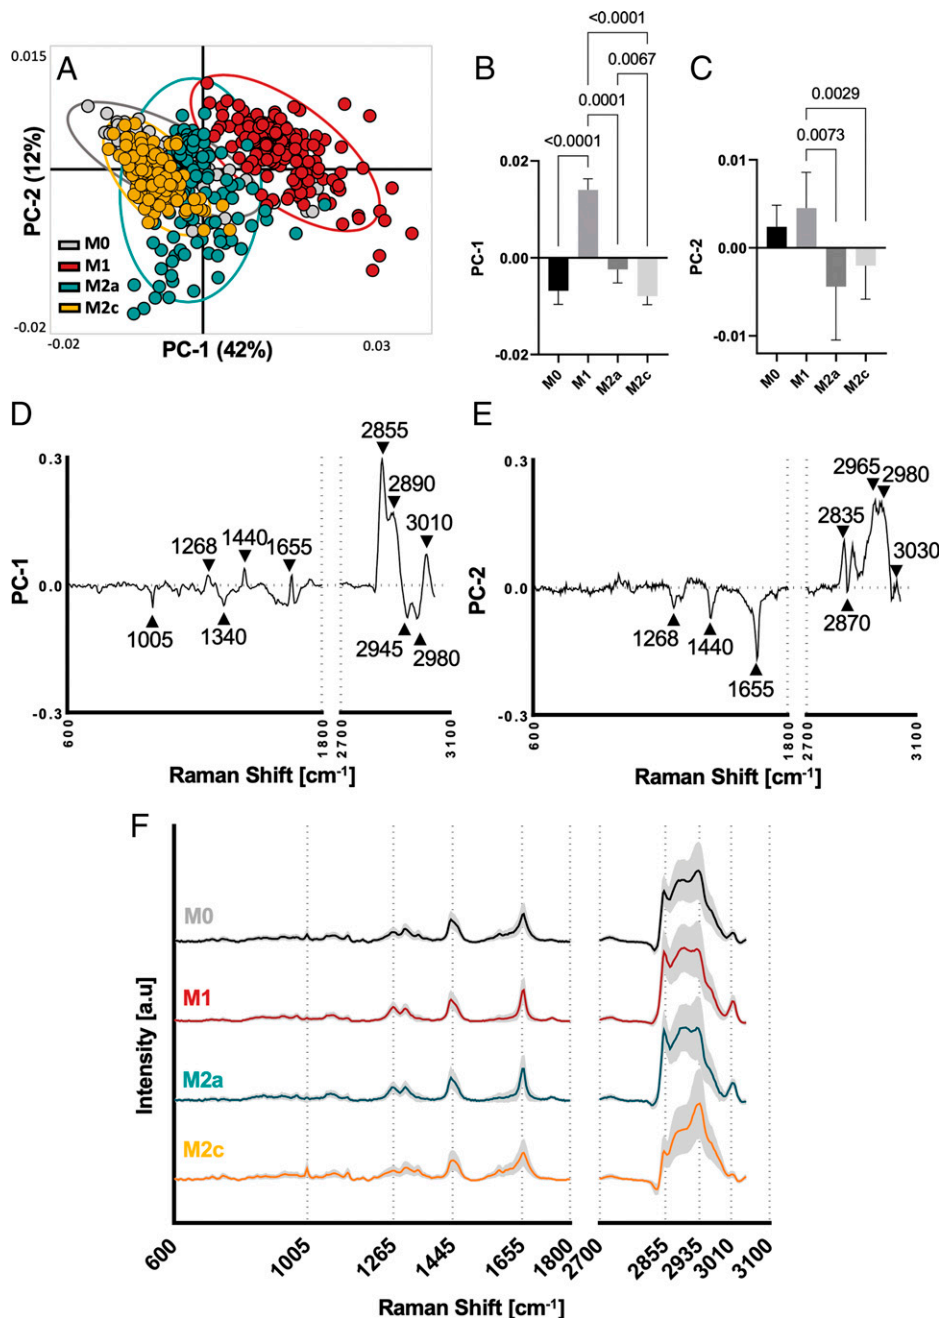 A
0.015
PC-2 (12%)
-0.02
M0
M1
M2a
M2c
-0.02
PC-1 (42%)
0.03
B
<0.0001
0.0067
0.0001
<0.0001
PC-1
0.02
0.00
-0.02
-0.02
M0
M1
M2a
M2c
C
0.0029
0.0073
PC-2
0.01
0.00
-0.01
M0
M1
M2a
M2c
D
PC-1
0.3
0.0
-0.3
2855
2890
3010
1268
1440
1655
1005
1340
2945
2980
600
1800
2700
3100
Raman Shift [cm⁻¹]
E
PC-2
0.3
0.0
-0.3
2965
2980
2835
3030
2870
1268
1440
1655
600
1800
2700
3100
Raman Shift [cm⁻¹]
F
Intensity [a.u]
M0
M1
M2a
M2c
600
1005
1265
1445
1655
1800
2700
2855
2935
3010
3100
Raman Shift [cm⁻¹]